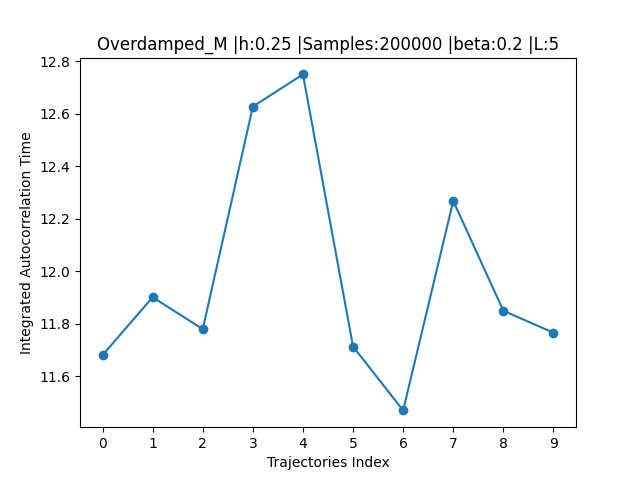 Overdamped_M |h:0.25 |Samples:200000 |beta:0.2 |L:5
Integrated Autocorrelation Time
12.8
12.6
12.4
12.2
12.0
11.8
11.6
0 1 2 3 4 5 6 7 8 9
Trajectories Index